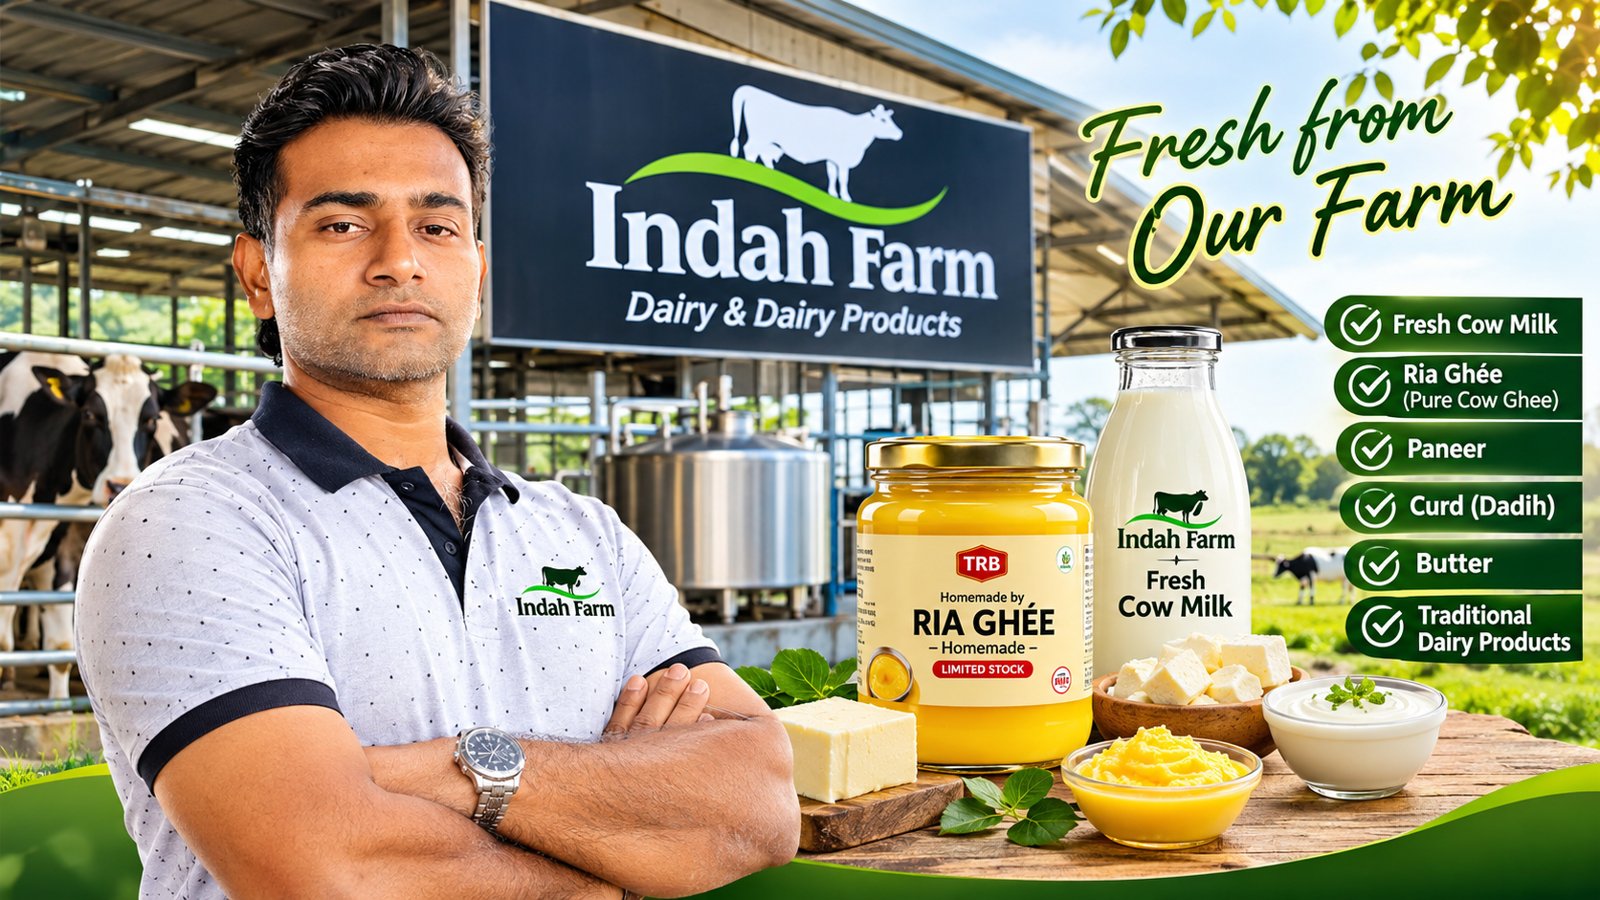 Indah Farm
Dairy & Dairy Products
Fresh from
Our Farm
Fresh Cow Milk
Ria Ghée
(Pure Cow Ghee)
Paneer
Curd (Dadih)
Butter
Traditional
Dairy Products
Indah Farm
TRB
Homemade by
RIA GHÉE
– Homemade –
LIMITED STOCK
Indah Farm
Fresh
Cow Milk